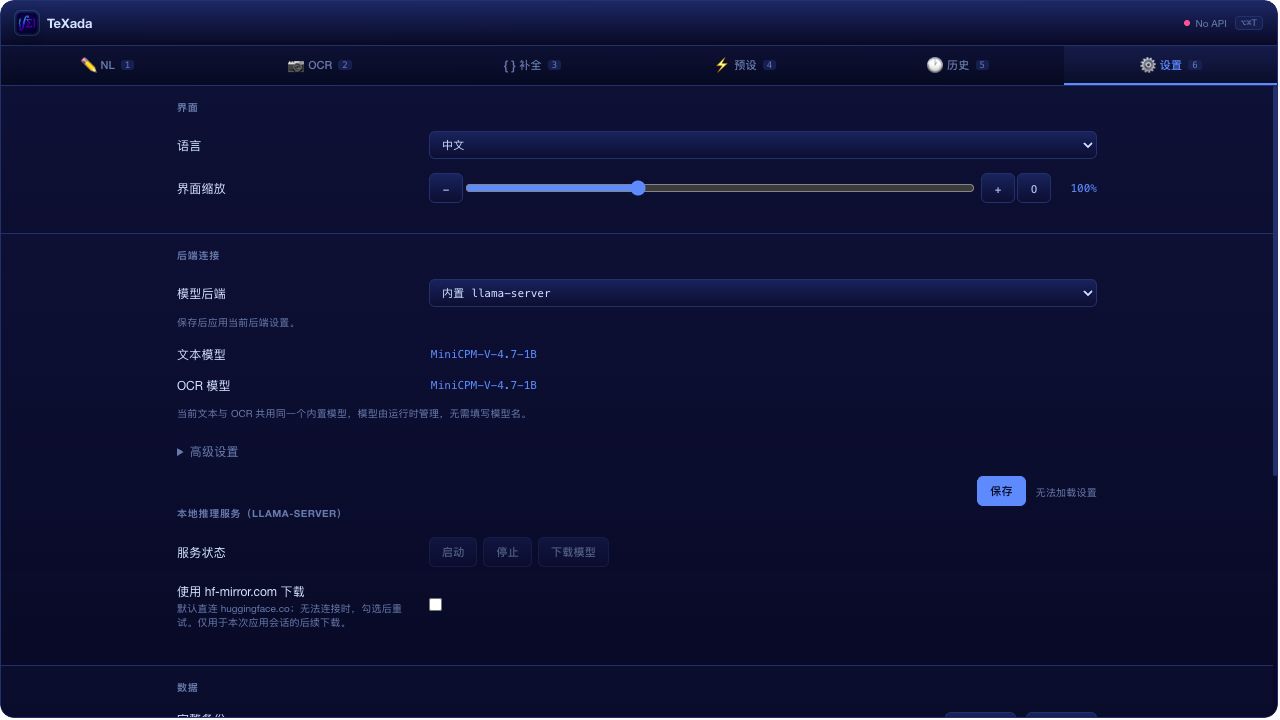 TeXada
No API ⌥⌘T
NL 1
OCR 2
{ } 补全 3
预设 4
历史 5
设置 6
界面
语言
中文
界面缩放
− + 0 100%
后端连接
模型后端
内置 llama-server
保存后应用当前后端设置。
文本模型
MiniCPM-V-4.7-1B
OCR 模型
MiniCPM-V-4.7-1B
当前文本与 OCR 共用同一个内置模型，模型由运行时管理，无需填写模型名。
高级设置
保存 无法加载设置
本地推理服务（LLAMA-SERVER）
服务状态
启动 停止 下载模型
使用 hf-mirror.com 下载
默认直连 huggingface.co；无法连接时，勾选后重
试。仅用于本次应用会话的后续下载。
数据